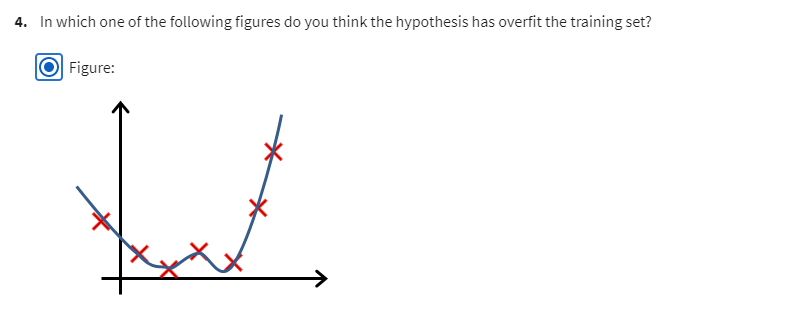 4. In which one of the following figures do you think the hypothesis has overfit the training set?
Figure: